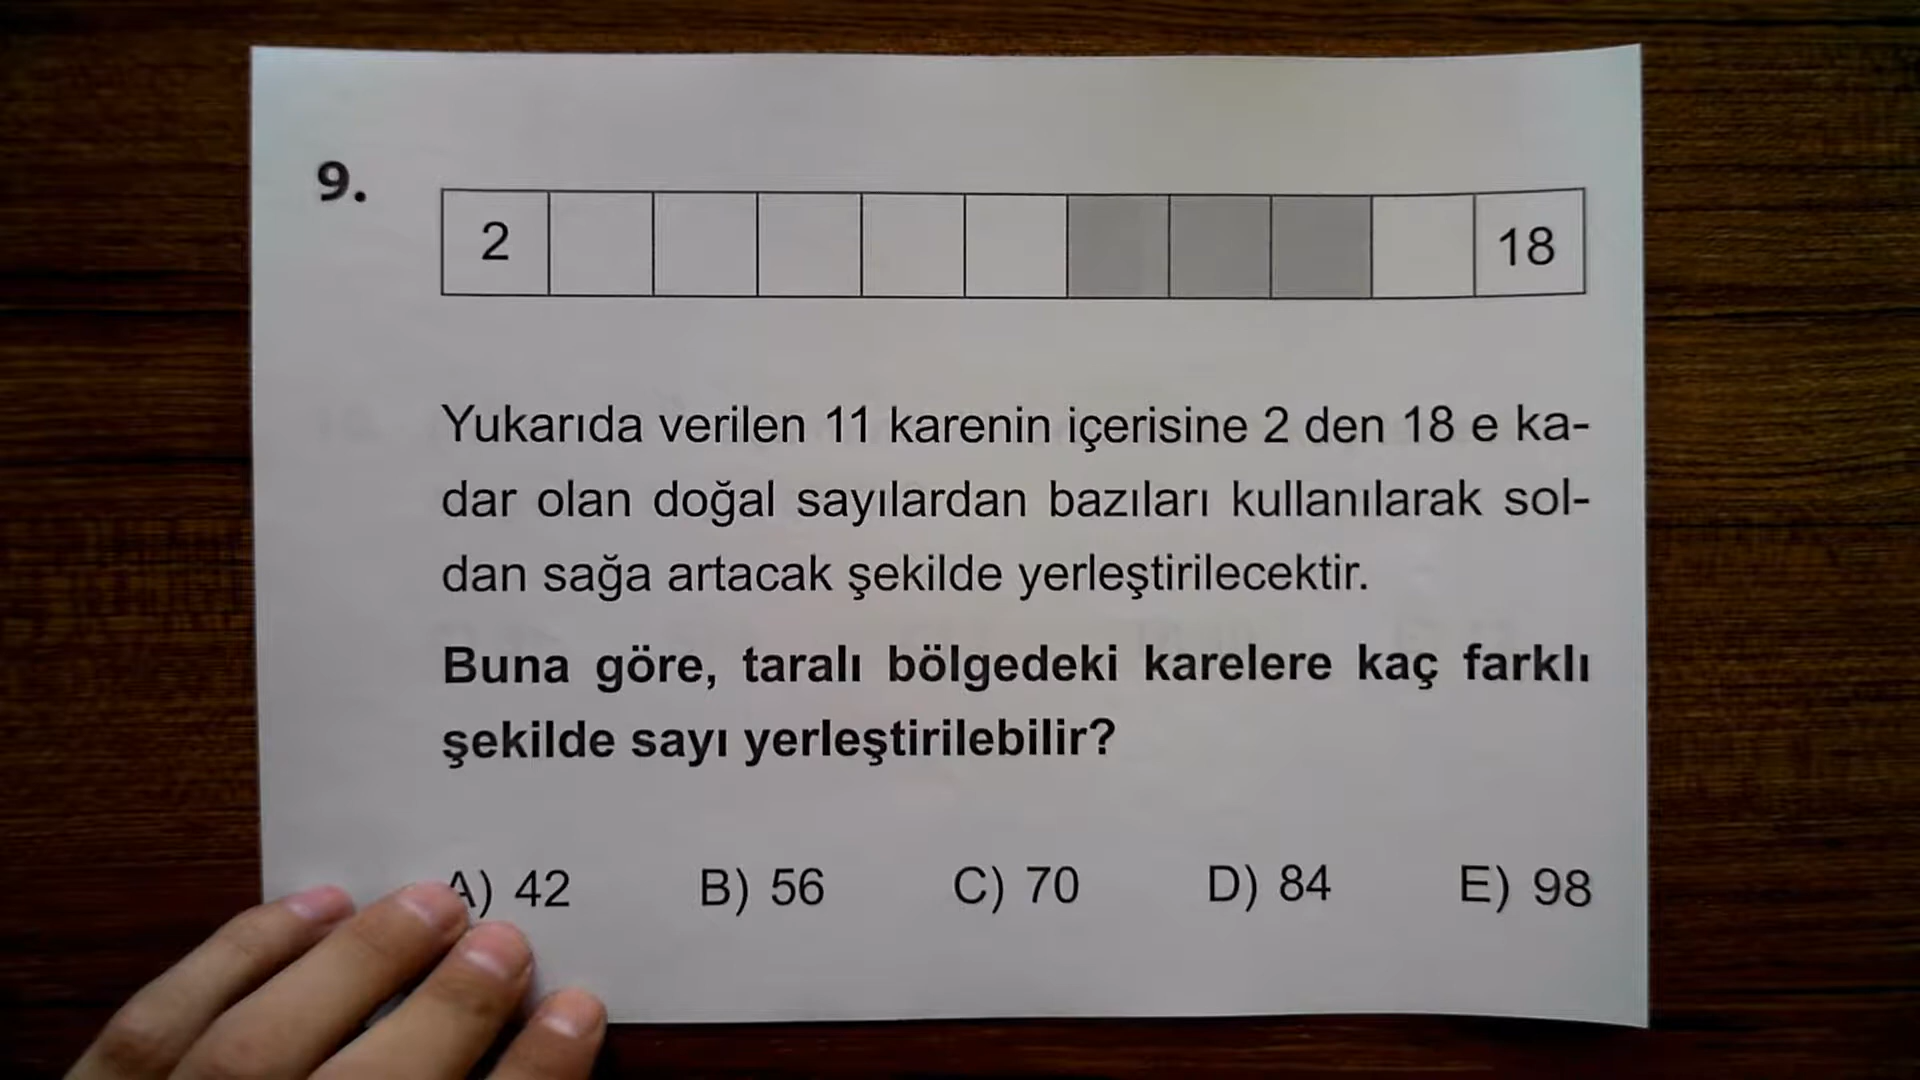 9.
2 18
Yukarıda verilen 11 karenin içerisine 2 den 18 e ka-
dar olan doğal sayılardan bazıları kullanılarak sol-
dan sağa artacak şekilde yerleştirilecektir.
Buna göre, taralı bölgedeki karelere kaç farklı
şekilde sayı yerleştirilebilir?
A) 42 B) 56 C) 70 D) 84 E) 98